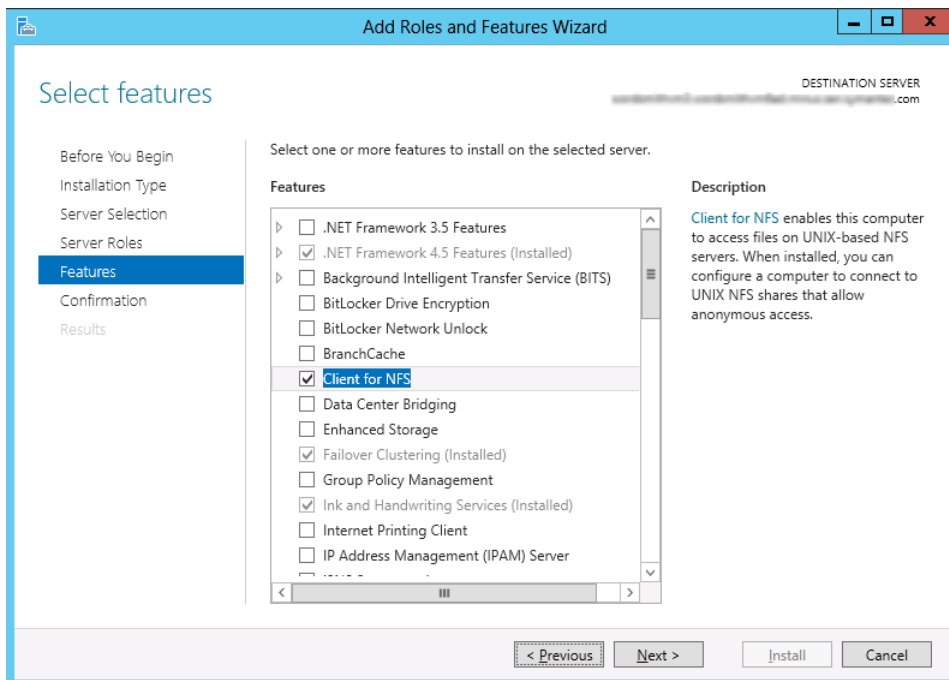 Add Roles and Features Wizard
Select features
DESTINATION SERVER
.com
Before You Begin
Installation Type
Server Selection
Server Roles
Features
Confirmation
Results
Select one or more features to install on the selected server.
Features
.NET Framework 3.5 Features
.NET Framework 4.5 Features (Installed)
Background Intelligent Transfer Service (BITS)
BitLocker Drive Encryption
BitLocker Network Unlock
BranchCache
Client for NFS
Data Center Bridging
Enhanced Storage
Failover Clustering (Installed)
Group Policy Management
Ink and Handwriting Services (Installed)
Internet Printing Client
IP Address Management (IPAM) Server
Description
Client for NFS enables this computer
to access files on UNIX-based NFS
servers. When installed, you can
configure a computer to connect to
UNIX NFS shares that allow
anonymous access.
< Previous
Next >
Install
Cancel